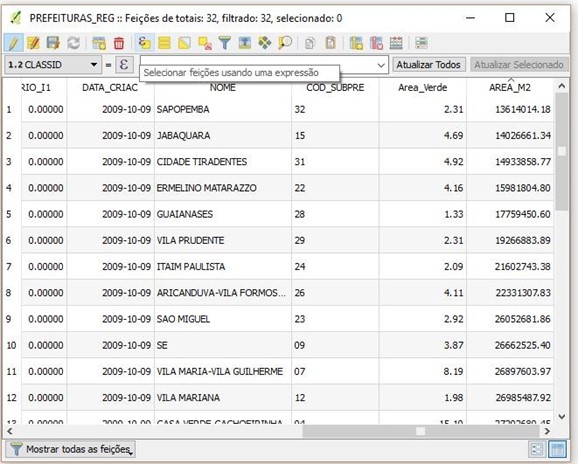 PREFEITURAS_REG :: Feições de totais: 32, filtrado: 32, selecionado: 0
1.2 CLASSID = ε Atualizar Todos Atualizar Selecionado
Selecionar feições usando uma expressão
RIO_I1 DATA_CRIAC NOME COD_SUBPRE Area_Verde AREA_M2
1 0.00000 2009-10-09 SAPOPEMBA 32 2.31 13614014.18
2 0.00000 2009-10-09 JABAQUARA 15 4.69 14026661.34
3 0.00000 2009-10-09 CIDADE TIRADENTES 31 4.92 14933858.77
4 0.00000 2009-10-09 ERMELINO MATARAZZO 22 4.16 15981804.80
5 0.00000 2009-10-09 GUAIANASES 28 1.33 17759450.60
6 0.00000 2009-10-09 VILA PRUDENTE 29 2.31 19266883.89
7 0.00000 2009-10-09 ITAIM PAULISTA 24 2.09 21602743.38
8 0.00000 2009-10-09 ARICANDUVA-VILA FORMOS... 26 4.11 22331307.83
9 0.00000 2009-10-09 SAO MIGUEL 23 2.92 26052681.86
10 0.00000 2009-10-09 SE 09 3.87 26662525.40
11 0.00000 2009-10-09 VILA MARIA-VILA GUILHERME 07 8.19 26897603.97
12 0.00000 2009-10-09 VILA MARIANA 12 1.98 26985487.92
13 0.00000 2009-10-09 CASA VERDE-CACHOEIRINHA 04
Mostrar todas as feições